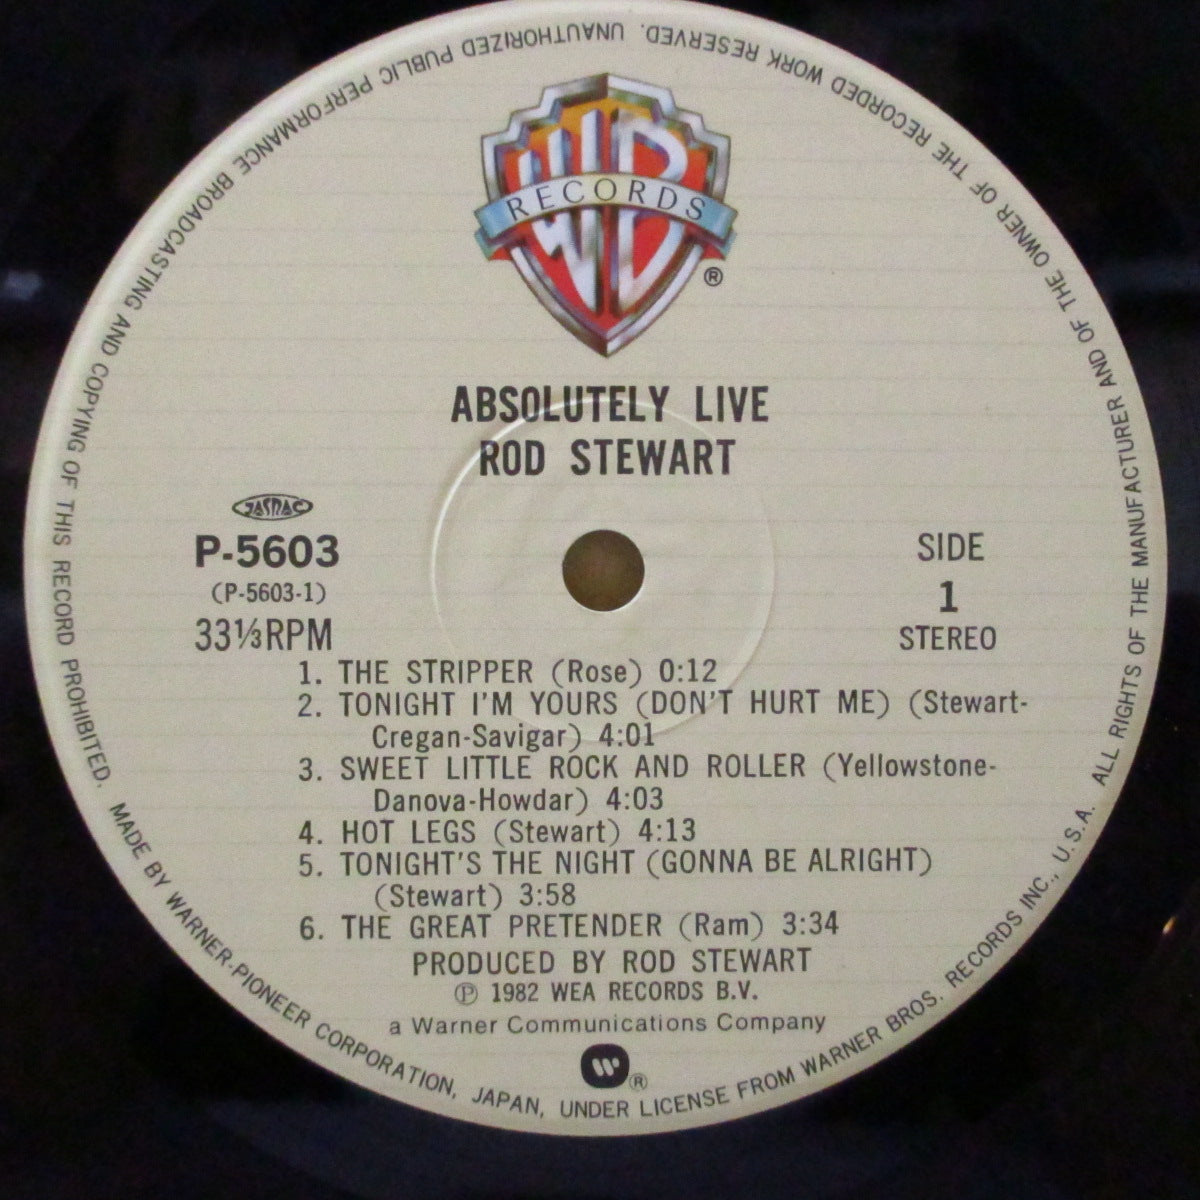 WB
RECORDS
®
ABSOLUTELY LIVE
ROD STEWART
JASRAC
P-5603
(P-5603-1)
33⅓RPM
SIDE
1
STEREO
1. THE STRIPPER (Rose) 0:12
2. TONIGHT I'M YOURS (DON'T HURT ME) (Stewart-
Cregan-Savigar) 4:01
3. SWEET LITTLE ROCK AND ROLLER (Yellowstone-
Danova-Howdar) 4:03
4. HOT LEGS (Stewart) 4:13
5. TONIGHT'S THE NIGHT (GONNA BE ALRIGHT)
(Stewart) 3:58
6. THE GREAT PRETENDER (Ram) 3:34
PRODUCED BY ROD STEWART
Ⓟ 1982 WEA RECORDS B.V.
a Warner Communications Company
®
MADE BY WARNER-PIONEER CORPORATION, JAPAN, UNDER LICENSE FROM WARNER BROS. RECORDS INC., U.S.A. ALL RIGHTS OF THE MANUFACTURER AND OF THE OWNER OF THE RECORDED WORK RESERVED. UNAUTHORIZED PUBLIC PERFORMANCE BROADCASTING AND COPYING OF THIS RECORD PROHIBITED.